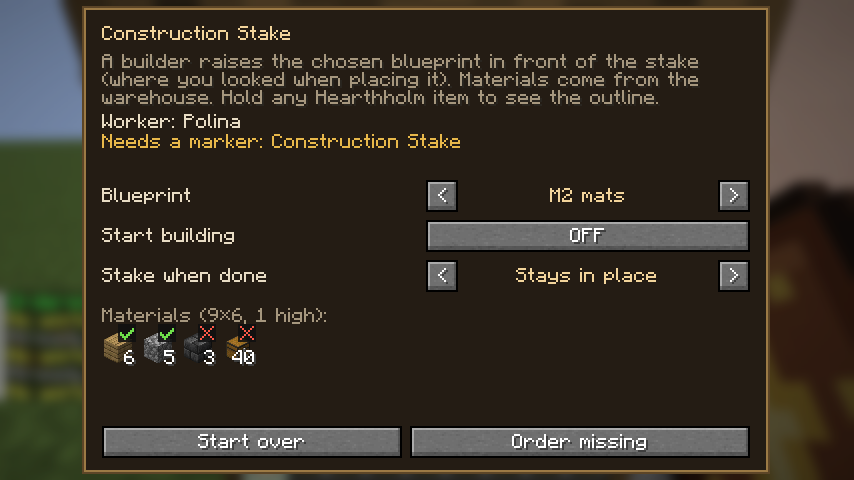 Construction Stake
A builder raises the chosen blueprint in front of the stake
(where you looked when placing it). Materials come from the
warehouse. Hold any Hearthholm item to see the outline.
Worker: Polina
Needs a marker: Construction Stake
Blueprint < M2 mats >
Start building OFF
Stake when done < Stays in place >
Materials (9×6, 1 high):
6 5 3 40
Start over Order missing